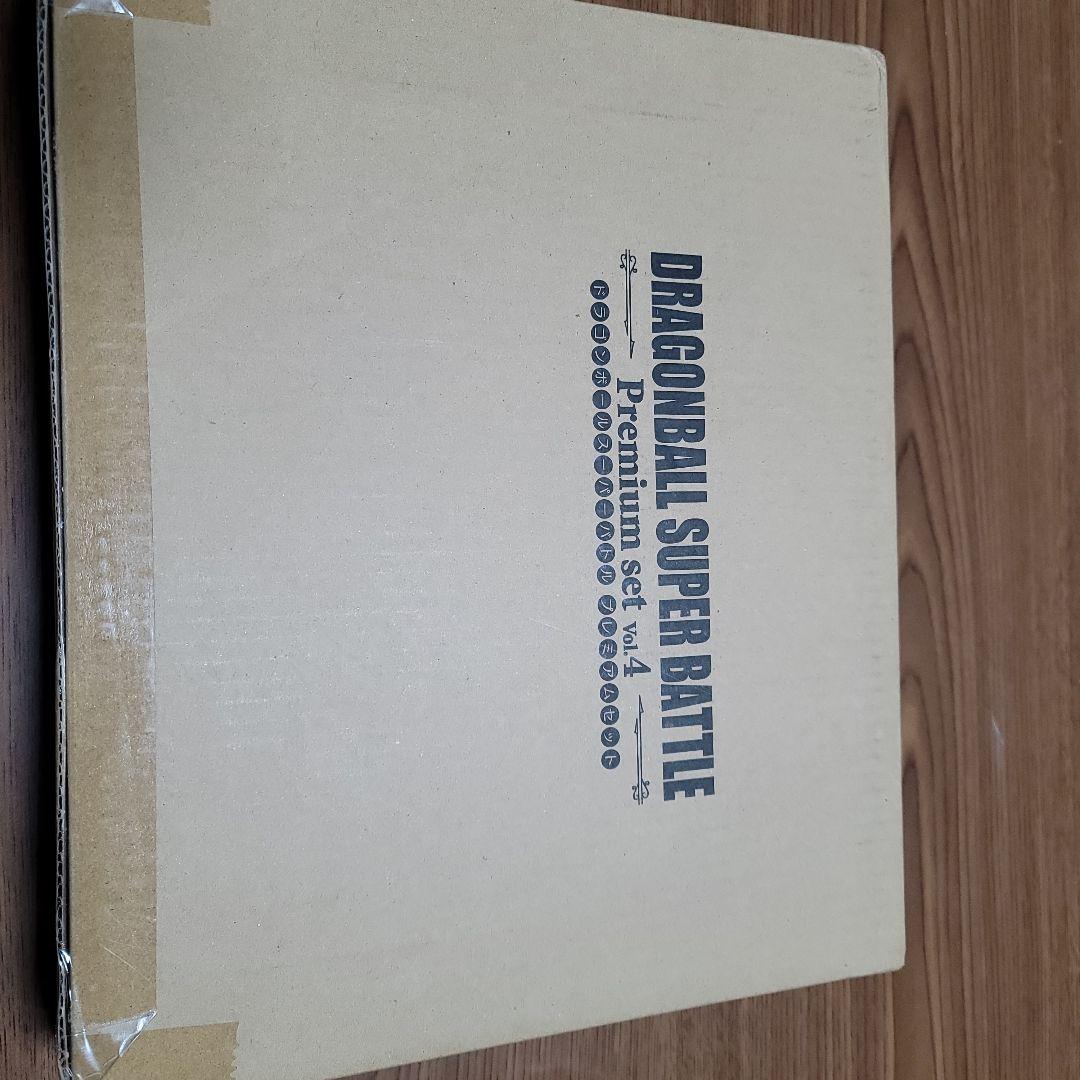 DRAGONBALL SUPER BATTLE
Premium set Vol.4
ドラゴンボールスーパーバトル プレミアムセット